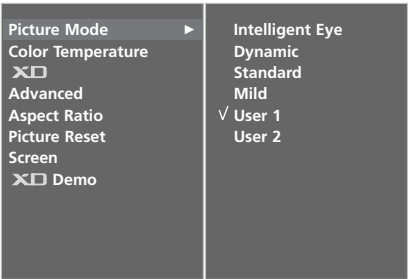 Picture Mode ►
Color Temperature
XD
Advanced
Aspect Ratio
Picture Reset
Screen
XD Demo
Intelligent Eye
Dynamic
Standard
Mild
√ User 1
User 2